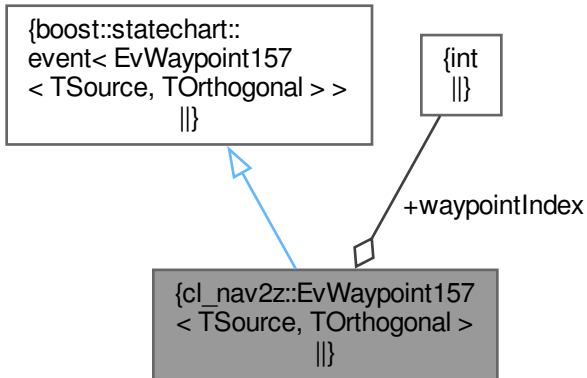 {boost::statechart::
event< EvWaypoint157
< TSource, TOrthogonal > >
||}
{int
||}
+waypointIndex
{cl_nav2z::EvWaypoint157
< TSource, TOrthogonal >
||}